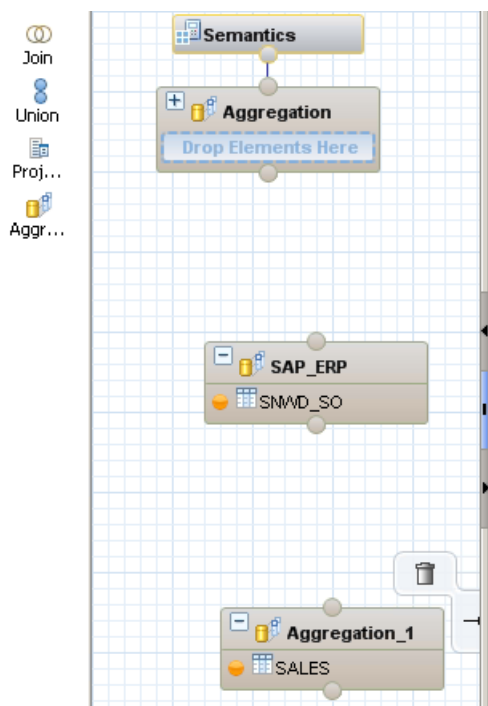 Join
Union
Proj...
Aggr...
Semantics
Aggregation
Drop Elements Here
SAP_ERP
SNWD_SO
Aggregation_1
SALES